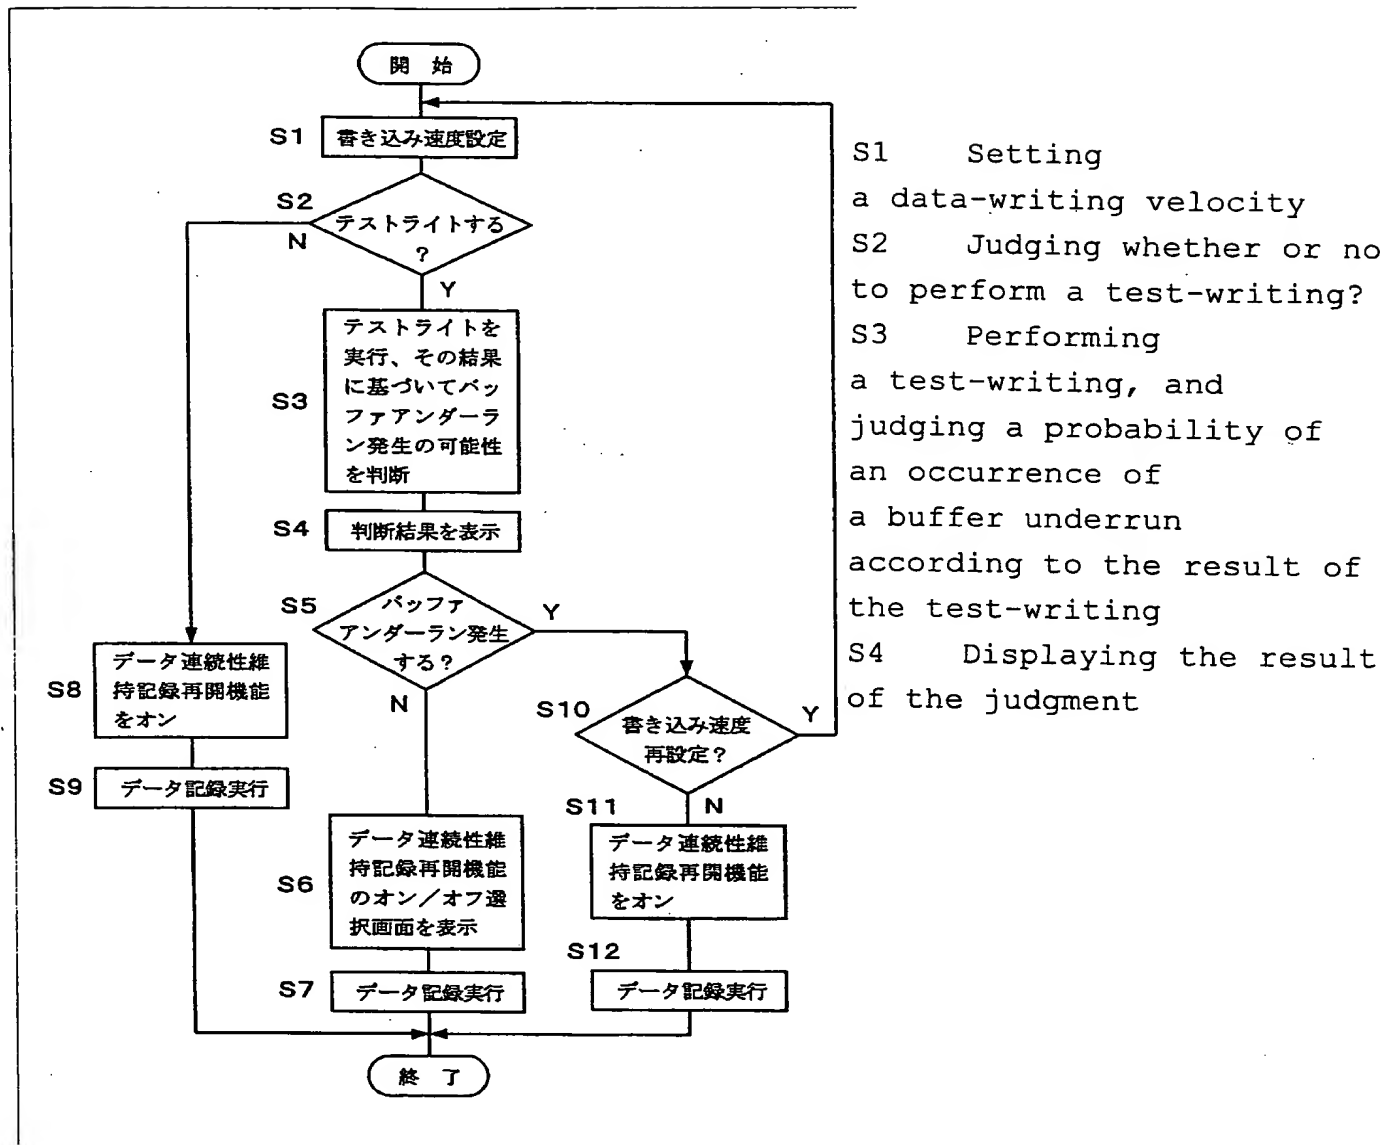 開 始
S1
書き込み速度設定
S2
テストライトする
?
N
Y
S3
テストライトを
実行、その結果
に基づいてバッ
ファアンダーラ
ン発生の可能性
を判断
S4
判断結果を表示
S5
バッファ
アンダーラン発生
する?
Y
N
S8
データ連続性維
持記録再開機能
をオン
S9
データ記録実行
S10
書き込み速度
再設定?
Y
N
S6
データ連続性維
持記録再開機能
のオン/オフ選
択画面を表示
S7
データ記録実行
S11
データ連続性維
持記録再開機能
をオン
S12
データ記録実行
終 了
S1 Setting
a data-writing velocity
S2 Judging whether or no
to perform a test-writing?
S3 Performing
a test-writing, and
judging a probability of
an occurrence of
a buffer underrun
according to the result of
the test-writing
S4 Displaying the result
of the judgment